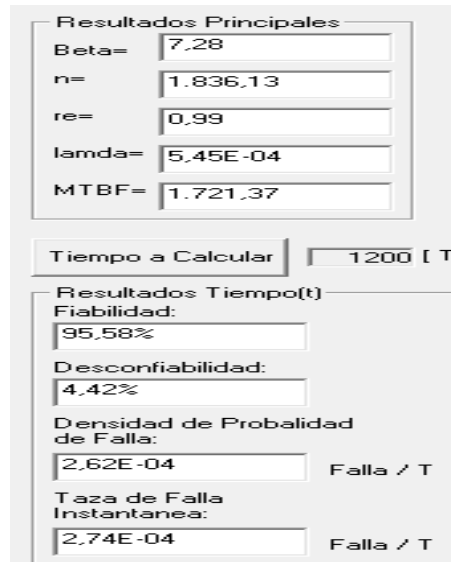 Resultados Principales
Beta= 7,28
n= 1.836,13
re= 0,99
lamda= 5,45E-04
MTBF= 1.721,37
Tiempo a Calcular 1200 [ T
Resultados Tiempo(t)
Fiabilidad:
95,58%
Desconfiabilidad:
4,42%
Densidad de Probalidad
de Falla:
2,62E-04 Falla / T
Taza de Falla
Instantanea:
2,74E-04 Falla / T